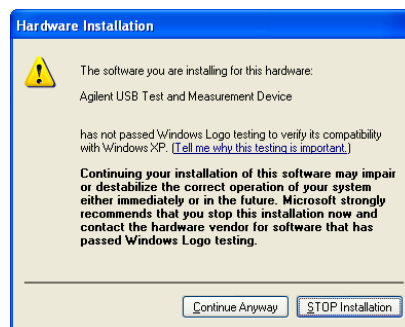 Hardware Installation
The software you are installing for this hardware:
Agilent USB Test and Measurement Device
has not passed Windows Logo testing to verify its compatibility
with Windows XP. (Tell me why this testing is important.)
Continuing your installation of this software may impair
or destabilize the correct operation of your system
either immediately or in the future. Microsoft strongly
recommends that you stop this installation now and
contact the hardware vendor for software that has
passed Windows Logo testing.
Continue Anyway
STOP Installation